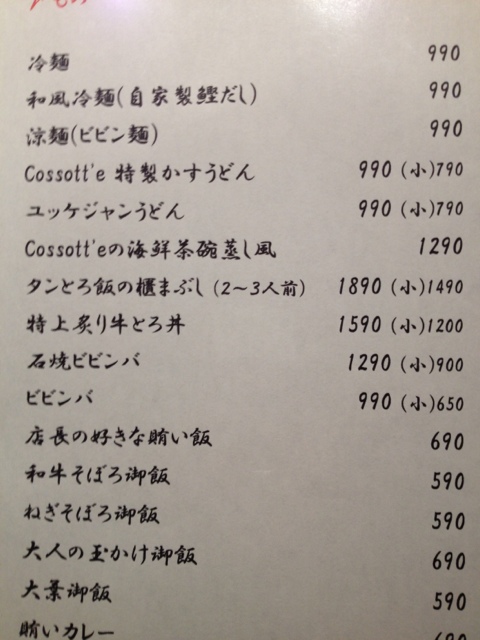 冷麺 990
和風冷麺(自家製鰹だし) 990
涼麺(ビビン麺) 990
Cossott'e 特製かすうどん 990 (小)790
ユッケジャンうどん 990 (小)790
Cossott'eの海鮮茶碗蒸し風 1290
タンとろ飯の櫃まぶし(2〜3人前) 1890 (小)1490
特上炙り牛とろ丼 1590 (小)1200
石焼ビビンバ 1290 (小)900
ビビンバ 990 (小)650
店長の好きな賄い飯 690
和牛そぼろ御飯 590
ねぎそぼろ御飯 590
大人の玉かけ御飯 690
大葉御飯 590
賄いカレー